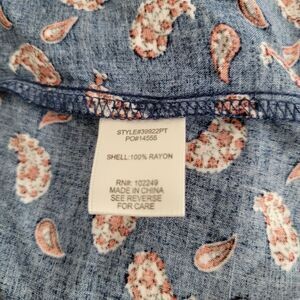 STYLE#39922PT
PO#14555
SHELL:100% RAYON
RN#: 102249
MADE IN CHINA
SEE REVERSE
FOR CARE